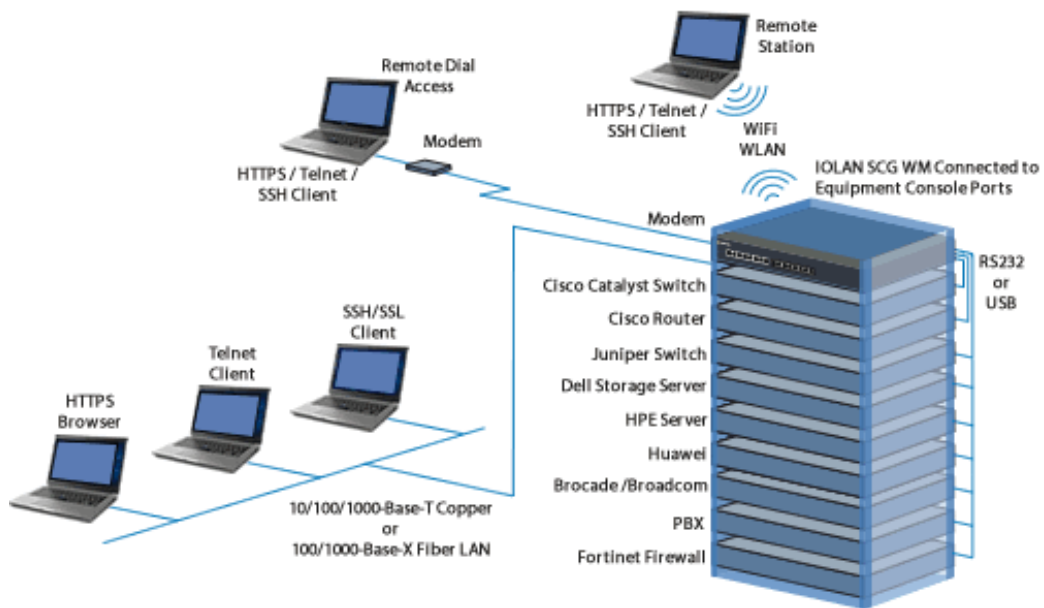 Remote
Station
Remote Dial
Access
HTTPS / Telnet /
SSH Client
Modem
WiFi
WLAN
HTTPS / Telnet /
SSH Client
IOLAN SCG WM Connected to
Equipment Console Ports
Modem
RS232
or
USB
Cisco Catalyst Switch
Cisco Router
SSH/SSL
Client
Juniper Switch
Telnet
Client
Dell Storage Server
HTTPS
Browser
HPE Server
Huawei
Brocade /Broadcom
10/100/1000-Base-T Copper
or
100/1000-Base-X Fiber LAN
PBX
Fortinet Firewall